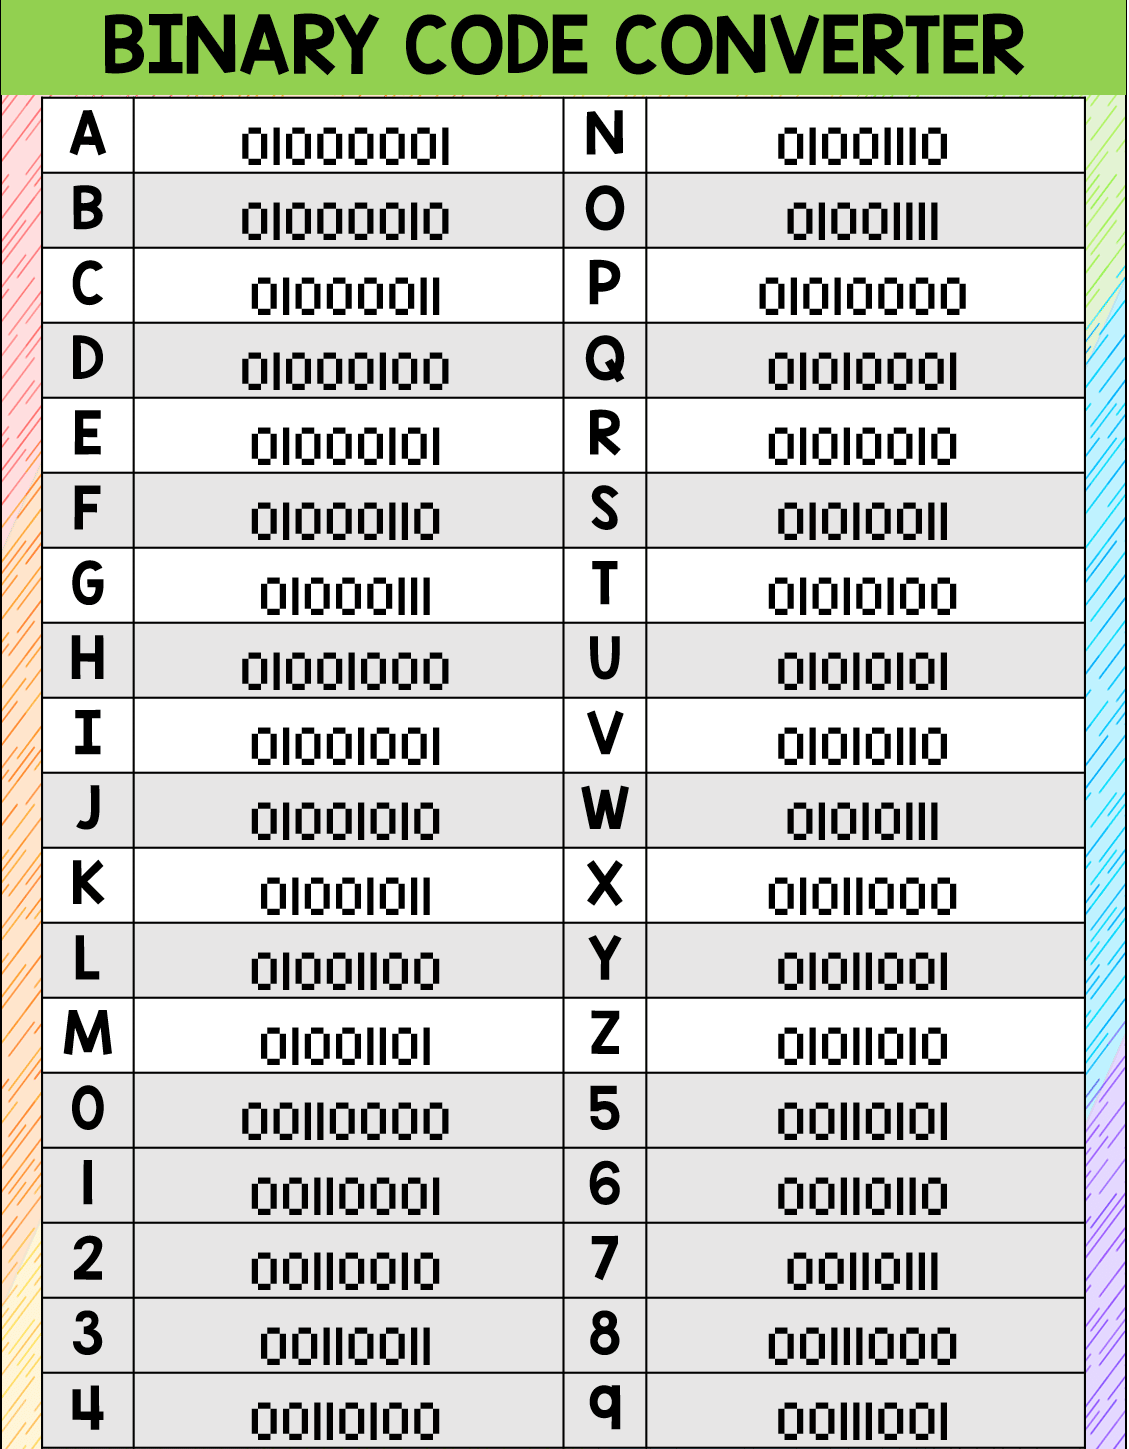 BINARY CODE CONVERTER
A 01000001 N 01001110
B 01000010 O 01001111
C 01000011 P 01010000
D 01000100 Q 01010001
E 01000101 R 01010010
F 01000110 S 01010011
G 01000111 T 01010100
H 01001000 U 01010101
I 01001001 V 01010110
J 01001010 W 01010111
K 01001011 X 01011000
L 01001100 Y 01011001
M 01001101 Z 01011010
0 00110000 5 00110101
1 00110001 6 00110110
2 00110010 7 00110111
3 00110011 8 00111000
4 00110100 9 00111001